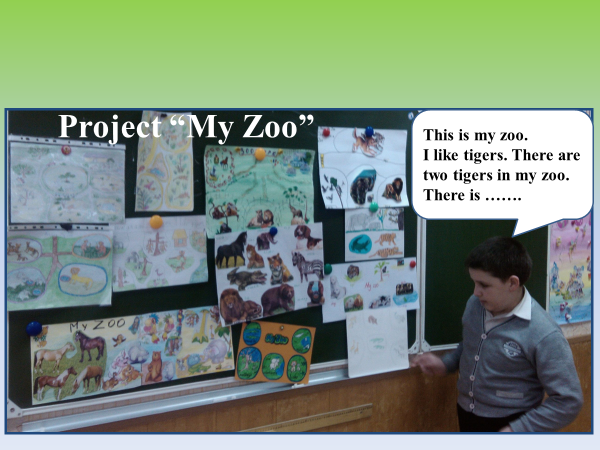 Project “My Zoo”
This is my zoo.
I like tigers. There are
two tigers in my zoo.
There is …….
MY ZOO